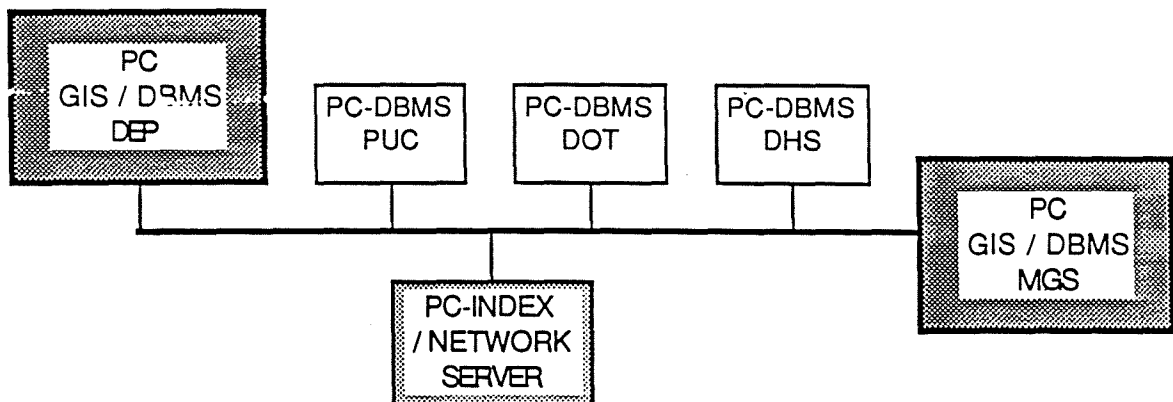 PC
GIS / DBMS
DEP
PC-DBMS
PUC
PC-DBMS
DOT
PC-DBMS
DHS
PC
GIS / DBMS
MGS
PC-INDEX
/ NETWORK
SERVER